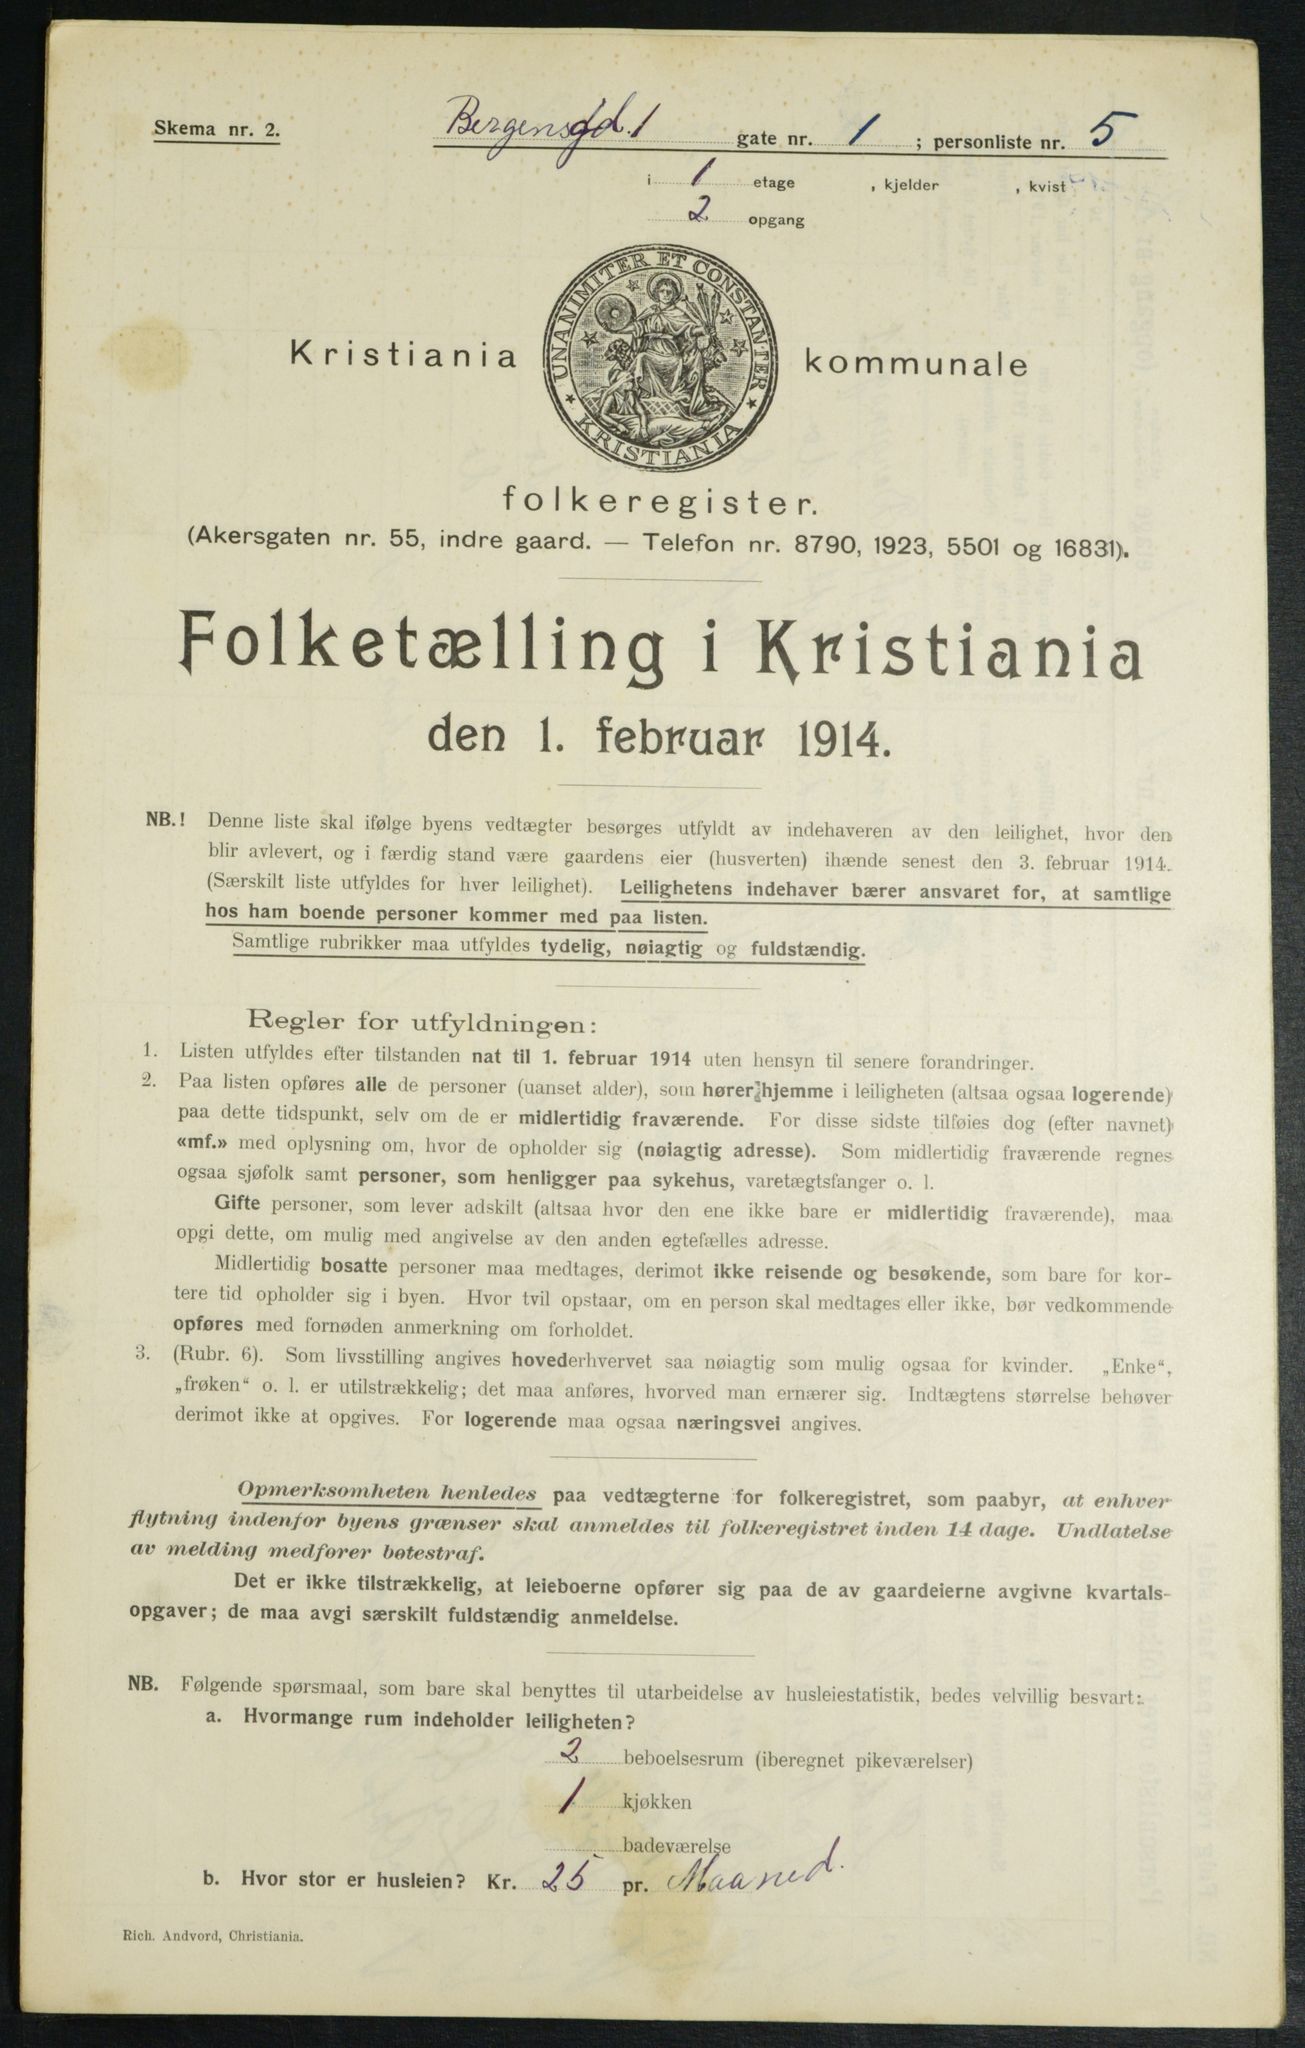 Skema nr. 2.
Bergensgd. 1 gate nr. 1 ; personliste nr. 5
i 1 etage , kjelder , kvist
2 opgang
UNANIMITER ET CONSTANTER
KRISTIANIA
Kristiania kommunale
folkeregister.
(Akersgaten nr. 55, indre gaard. — Telefon nr. 8790, 1923, 5501 og 16831).
Folketælling i Kristiania
den 1. februar 1914.
NB.! Denne liste skal ifølge byens vedtægter besørges utfyldt av indehaveren av den leilighet, hvor den
blir avlevert, og i færdig stand være gaardens eier (husverten) ihænde senest den 3. februar 1914.
(Særskilt liste utfyldes for hver leilighet). Leilighetens indehaver bærer ansvaret for, at samtlige
hos ham boende personer kommer med paa listen.
Samtlige rubrikker maa utfyldes tydelig, nøiagtig og fuldstændig.
Regler for utfyldningen:
1. Listen utfyldes efter tilstanden nat til 1. februar 1914 uten hensyn til senere forandringer.
2. Paa listen opføres alle de personer (uanset alder), som hører hjemme i leiligheten (altsaa ogsaa logerende)
paa dette tidspunkt, selv om de er midlertidig fraværende. For disse sidste tilføies dog (efter navnet)
«mf.» med oplysning om, hvor de opholder sig (nøiagtig adresse). Som midlertidig fraværende regnes
ogsaa sjøfolk samt personer, som henligger paa sykehus, varetægtsfanger o. l.
Gifte personer, som lever adskilt (altsaa hvor den ene ikke bare er midlertidig fraværende), maa
opgi dette, om mulig med angivelse av den anden egtefælles adresse.
Midlertidig bosatte personer maa medtages, derimot ikke reisende og besøkende, som bare for kor-
tere tid opholder sig i byen. Hvor tvil opstaar, om en person skal medtages eller ikke, bør vedkommende
opføres med fornøden anmerkning om forholdet.
3. (Rubr. 6). Som livsstilling angives hovederhvervet saa nøiagtig som mulig ogsaa for kvinder. „Enke“,
„frøken“ o. l. er utilstrækkelig; det maa anføres, hvorved man ernærer sig. Indtægtens størrelse behøver
derimot ikke at opgives. For logerende maa ogsaa næringsvei angives.
Opmerksomheten henledes paa vedtægterne for folkeregistret, som paabyr, at enhver
flytning indenfor byens grænser skal anmeldes til folkeregistret inden 14 dage. Undlatelse
av melding medfører bøtestraf.
Det er ikke tilstrækkelig, at leieboerne opfører sig paa de av gaardeierne avgivne kvartals-
opgaver; de maa avgi særskilt fuldstændig anmeldelse.
NB. Følgende spørsmaal, som bare skal benyttes til utarbeidelse av husleiestatistik, bedes velvillig besvart:
a. Hvormange rum indeholder leiligheten?
2 beboelsesrum (iberegnet pikeværelser)
1 kjøkken
badeværelse
b. Hvor stor er husleien? Kr. 25 pr. Maaned.
Rich. Andvord, Christiania.